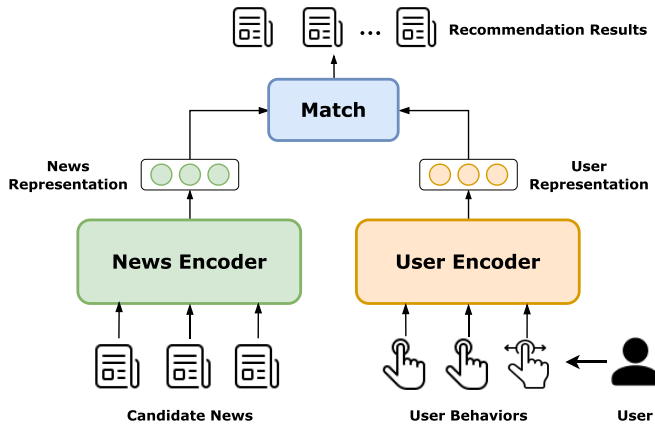 Recommendation Results
Match
News
Representation
User
Representation
News Encoder
User Encoder
Candidate News
User Behaviors
User